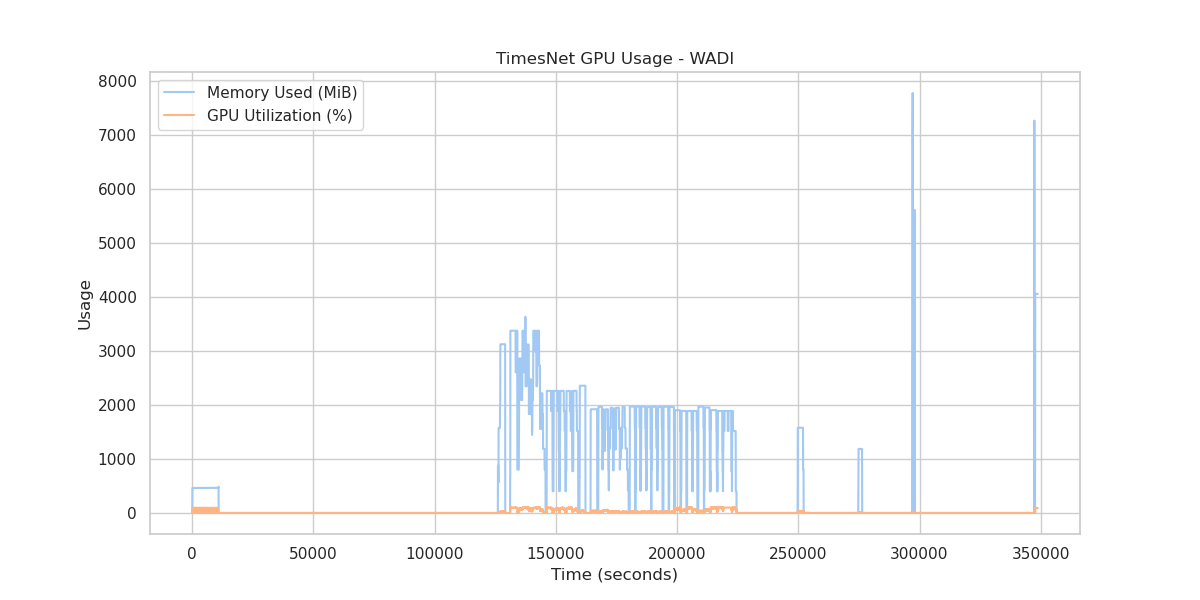 TimesNet GPU Usage - WADI
Memory Used (MiB)
GPU Utilization (%)
8000
7000
6000
5000
4000
3000
2000
1000
0
Usage
0 50000 100000 150000 200000 250000 300000 350000
Time (seconds)